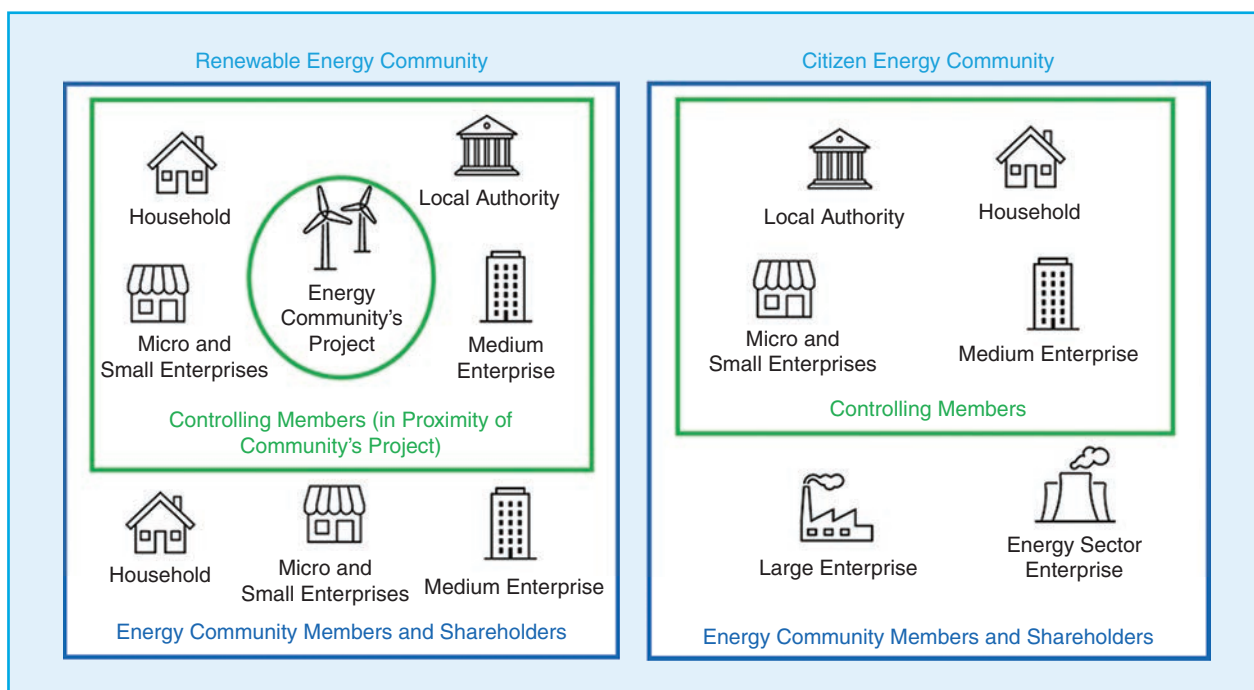 Renewable Energy Community
Household
Local Authority
Energy
Community's
Project
Micro and
Small Enterprises
Medium
Enterprise
Controlling Members (in Proximity of
Community's Project)
Household
Micro and
Small Enterprises
Medium Enterprise
Energy Community Members and Shareholders
Citizen Energy Community
Local Authority
Household
Micro and
Small Enterprises
Medium Enterprise
Controlling Members
Large Enterprise
Energy Sector
Enterprise
Energy Community Members and Shareholders